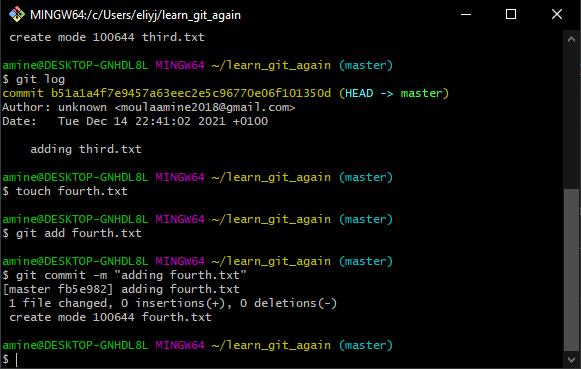 MINGW64:/c/Users/eliyj/learn_git_again
create mode 100644 third.txt
amine@DESKTOP-GNHDL8L MINGW64 ~/learn_git_again (master)
$ git log
commit b51a1a4f7e9457a63eec2e5c96770e06f101350d (HEAD -> master)
Author: unknown <moulaamine2018@gmail.com>
Date:   Tue Dec 14 22:41:02 2021 +0100
    adding third.txt
amine@DESKTOP-GNHDL8L MINGW64 ~/learn_git_again (master)
$ touch fourth.txt
amine@DESKTOP-GNHDL8L MINGW64 ~/learn_git_again (master)
$ git add fourth.txt
amine@DESKTOP-GNHDL8L MINGW64 ~/learn_git_again (master)
$ git commit -m "adding fourth.txt"
[master fb5e982] adding fourth.txt
 1 file changed, 0 insertions(+), 0 deletions(-)
 create mode 100644 fourth.txt
amine@DESKTOP-GNHDL8L MINGW64 ~/learn_git_again (master)
$